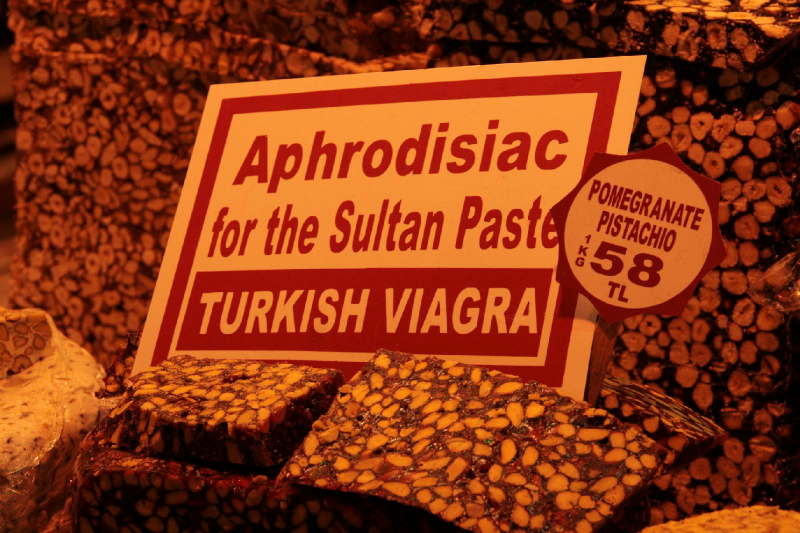 Aphrodisiac
for the Sultan Paste
TURKISH VIAGRA
POMEGRANATE
PISTACHIO
1 KG
58
TL